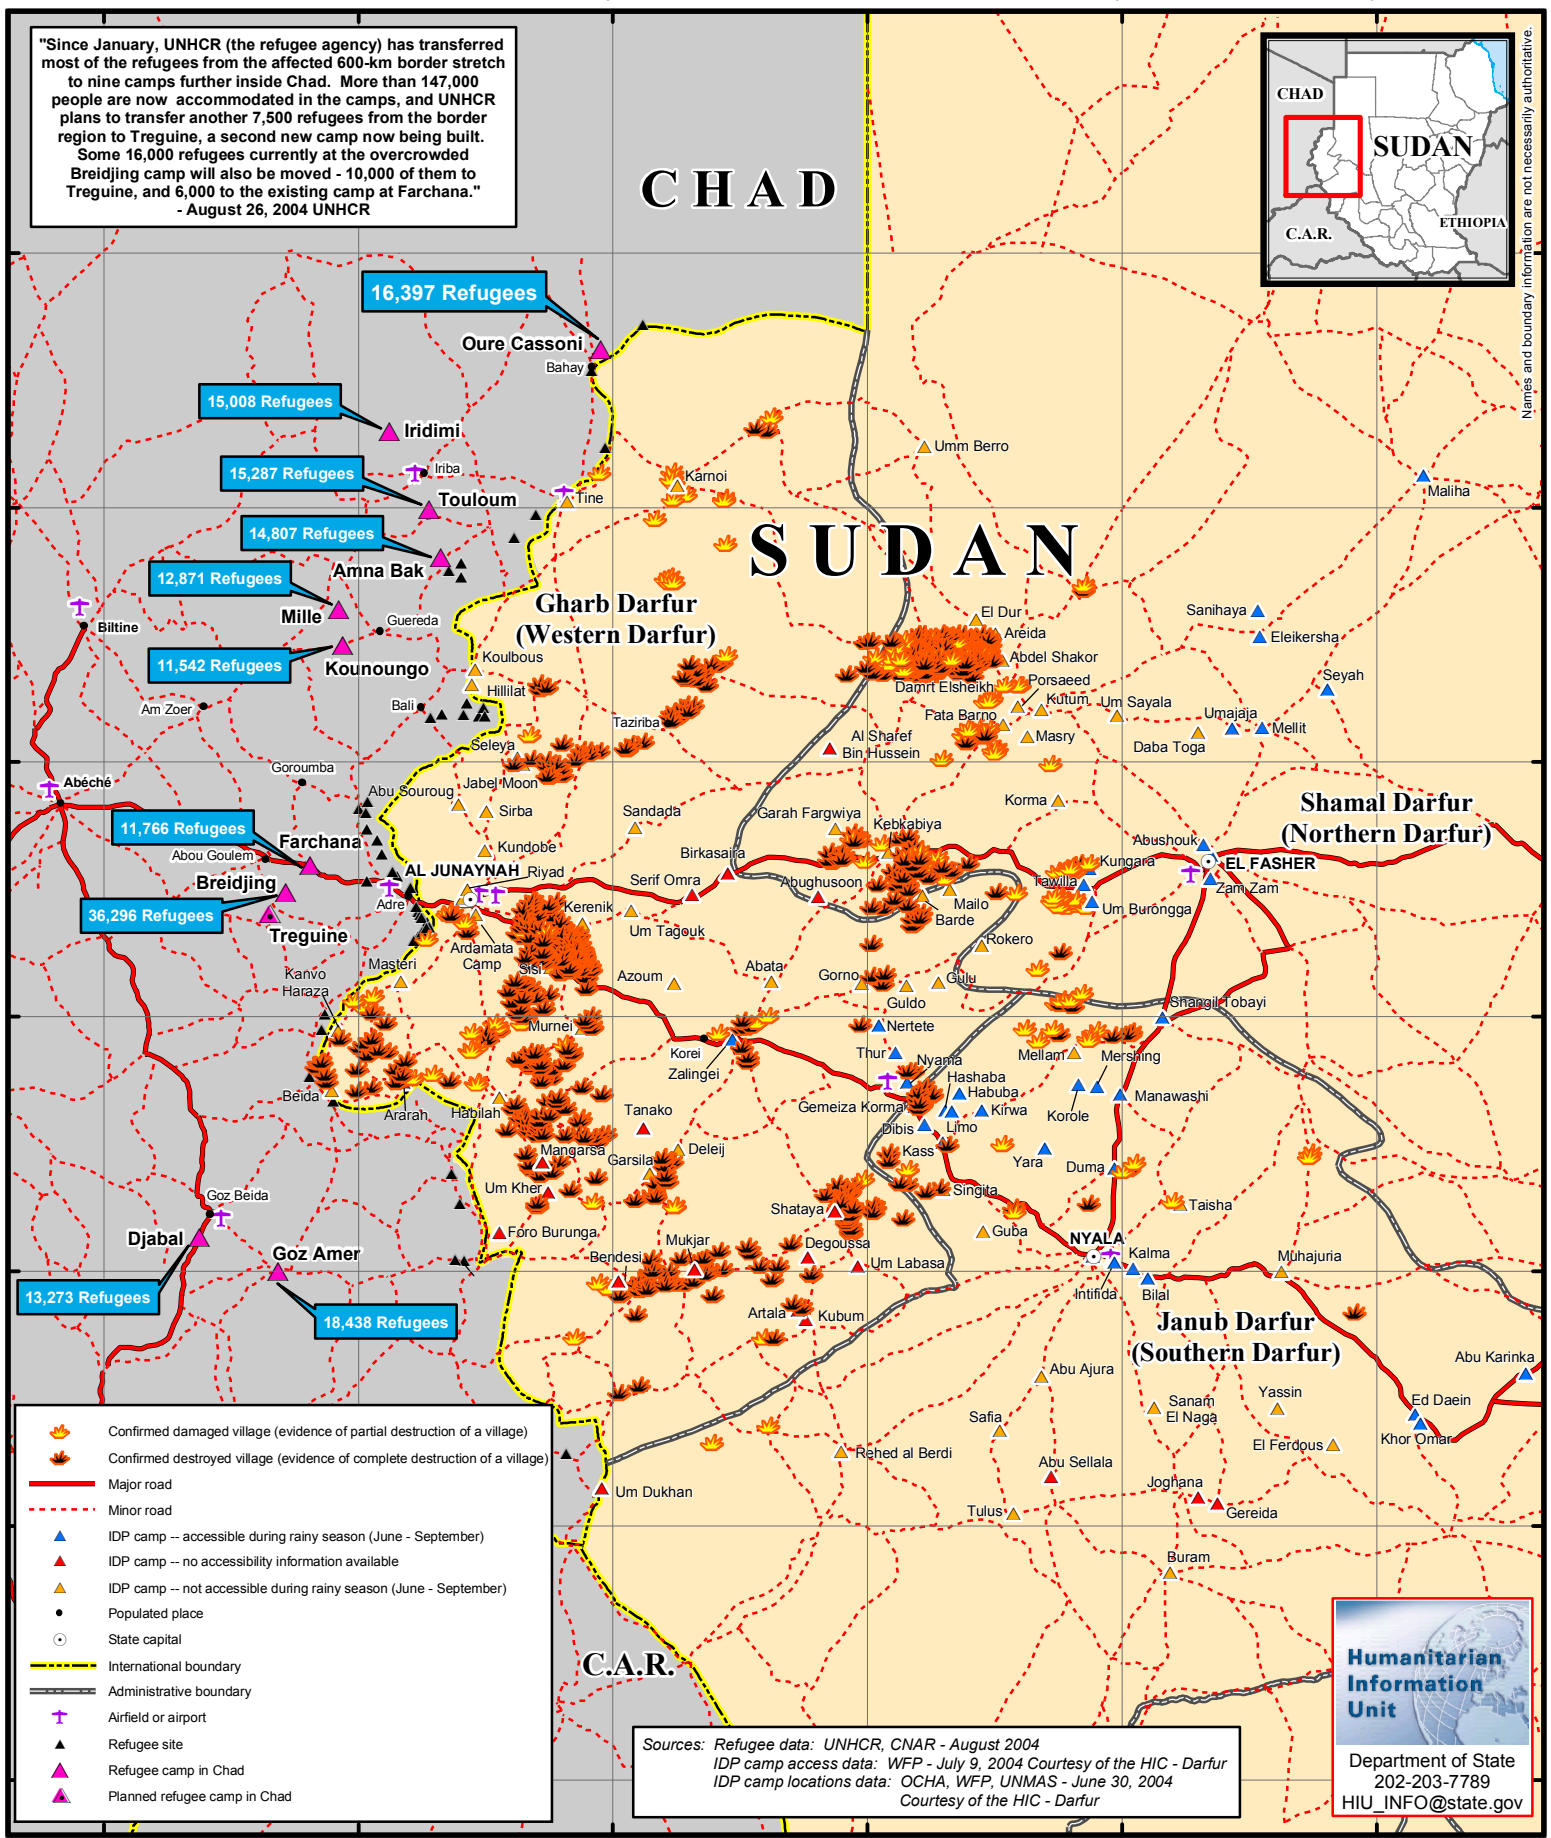 "Since January, UNHCR (the refugee agency) has transferred
most of the refugees from the affected 600-km border stretch
to nine camps further inside Chad. More than 147,000
people are now accommodated in the camps, and UNHCR
plans to transfer another 7,500 refugees from the border
region to Treguine, a second new camp now being built.
Some 16,000 refugees currently at the overcrowded
Breidjing camp will also be moved - 10,000 of them to
Treguine, and 6,000 to the existing camp at Farchana."
- August 26, 2004 UNHCR
CHAD
CHAD
SUDAN
ETHIOPIA
C.A.R.
Names and boundary information are not necessarily authoritative.
16,397 Refugees
Oure Cassoni
Bahay
15,008 Refugees
Iridimi
Iriba
15,287 Refugees
Touloum
14,807 Refugees
Amna Bak
12,871 Refugees
Mille
Guereda
11,542 Refugees
Kounoungo
Biltine
Am Zoer
Bali
Goroumba
Abéché
11,766 Refugees
Farchana
Abou Goulem
Breidjing
36,296 Refugees
Treguine
Adre
Kanvo
Haraza
Goz Beida
Djabal
Goz Amer
13,273 Refugees
18,438 Refugees
SUDAN
Umm Berro
Karnoi
Tine
Maliha
Gharb Darfur
(Western Darfur)
El Dur
Areida
Abdel Shakor
Sanihaya
Eleikersha
Koulbous
Hillilat
Damrt Elsheikh
Porsaeed
Kutum
Um Sayala
Seyah
Taziriba
Fata Barno
Masry
Umajaja
Mellit
Daba Toga
Seleya
Al Sharef
Bin Hussein
Jabel Moon
Abu Souroug
Sirba
Sandada
Garah Fargwiya
Kebkabiya
Korma
Shamal Darfur
(Northern Darfur)
Kundobe
Birkasaira
Abushouk
EL FASHER
Kungara
AL JUNAYNAH
Riyad
Serif Omra
Abughusoon
Tawilla
Zam Zam
Kerenik
Um Tagouk
Mailo
Barde
Um Burongga
Ardamata
Camp
Rokero
Masteri
Sisi
Azoum
Abata
Gorno
Guldo
Gulu
Shangil Tobayi
Murnei
Nertete
Korei
Zalingei
Thur
Nyama
Mellam
Mershing
Hashaba
Habuba
Beida
Ararah
Habilah
Tanako
Gemeiza Korma
Kirwa
Korole
Manawashi
Dibis
Limo
Mangarsa
Garsila
Deleij
Kass
Yara
Duma
Um Kher
Singita
Shataya
Taisha
Foro Burunga
Mukjar
Degoussa
Guba
NYALA
Kalma
Bendesi
Um Labasa
Muhajuria
Intifida
Bilal
Artala
Kubum
Janub Darfur
(Southern Darfur)
Abu Ajura
Abu Karinka
Sanam
El Naga
Yassin
Ed Daein
Safia
Khor Omar
Rehed al Berdi
El Ferdous
Abu Sellala
Um Dukhan
Joghana
Gereida
Tulus
Buram
C.A.R.
Confirmed damaged village (evidence of partial destruction of a village)
Confirmed destroyed village (evidence of complete destruction of a village)
Major road
Minor road
IDP camp -- accessible during rainy season (June - September)
IDP camp -- no accessibility information available
IDP camp -- not accessible during rainy season (June - September)
Populated place
State capital
International boundary
Administrative boundary
Airfield or airport
Refugee site
Refugee camp in Chad
Planned refugee camp in Chad
Sources: Refugee data: UNHCR, CNAR - August 2004
IDP camp access data: WFP - July 9, 2004 Courtesy of the HIC - Darfur
IDP camp locations data: OCHA, WFP, UNMAS - June 30, 2004
Courtesy of the HIC - Darfur
Humanitarian
Information
Unit
Department of State
202-203-7789
HIU_INFO@state.gov